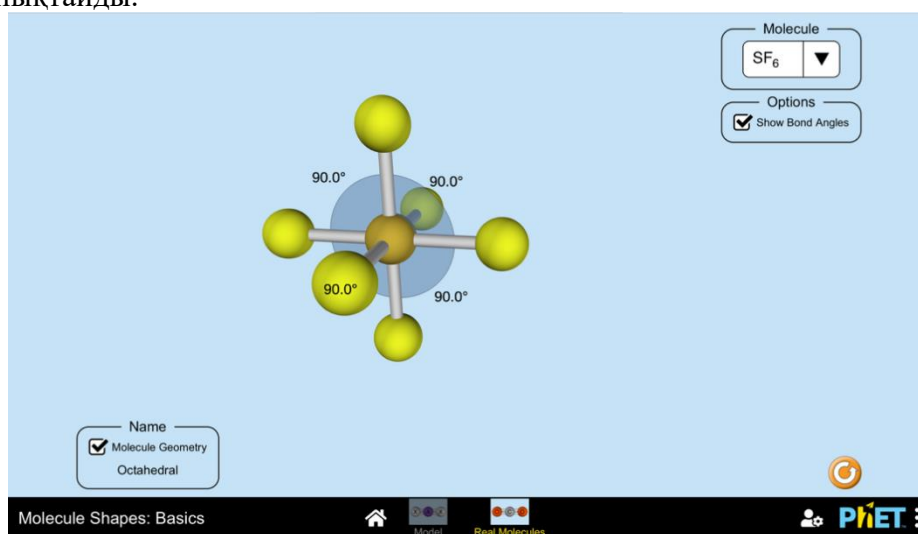 Molecule
SF₆
Options
Show Bond Angles
90.0°
90.0°
90.0°
90.0°
Name
Molecule Geometry
Octahedral
Molecule Shapes: Basics
Model
Real Molecules
PhET